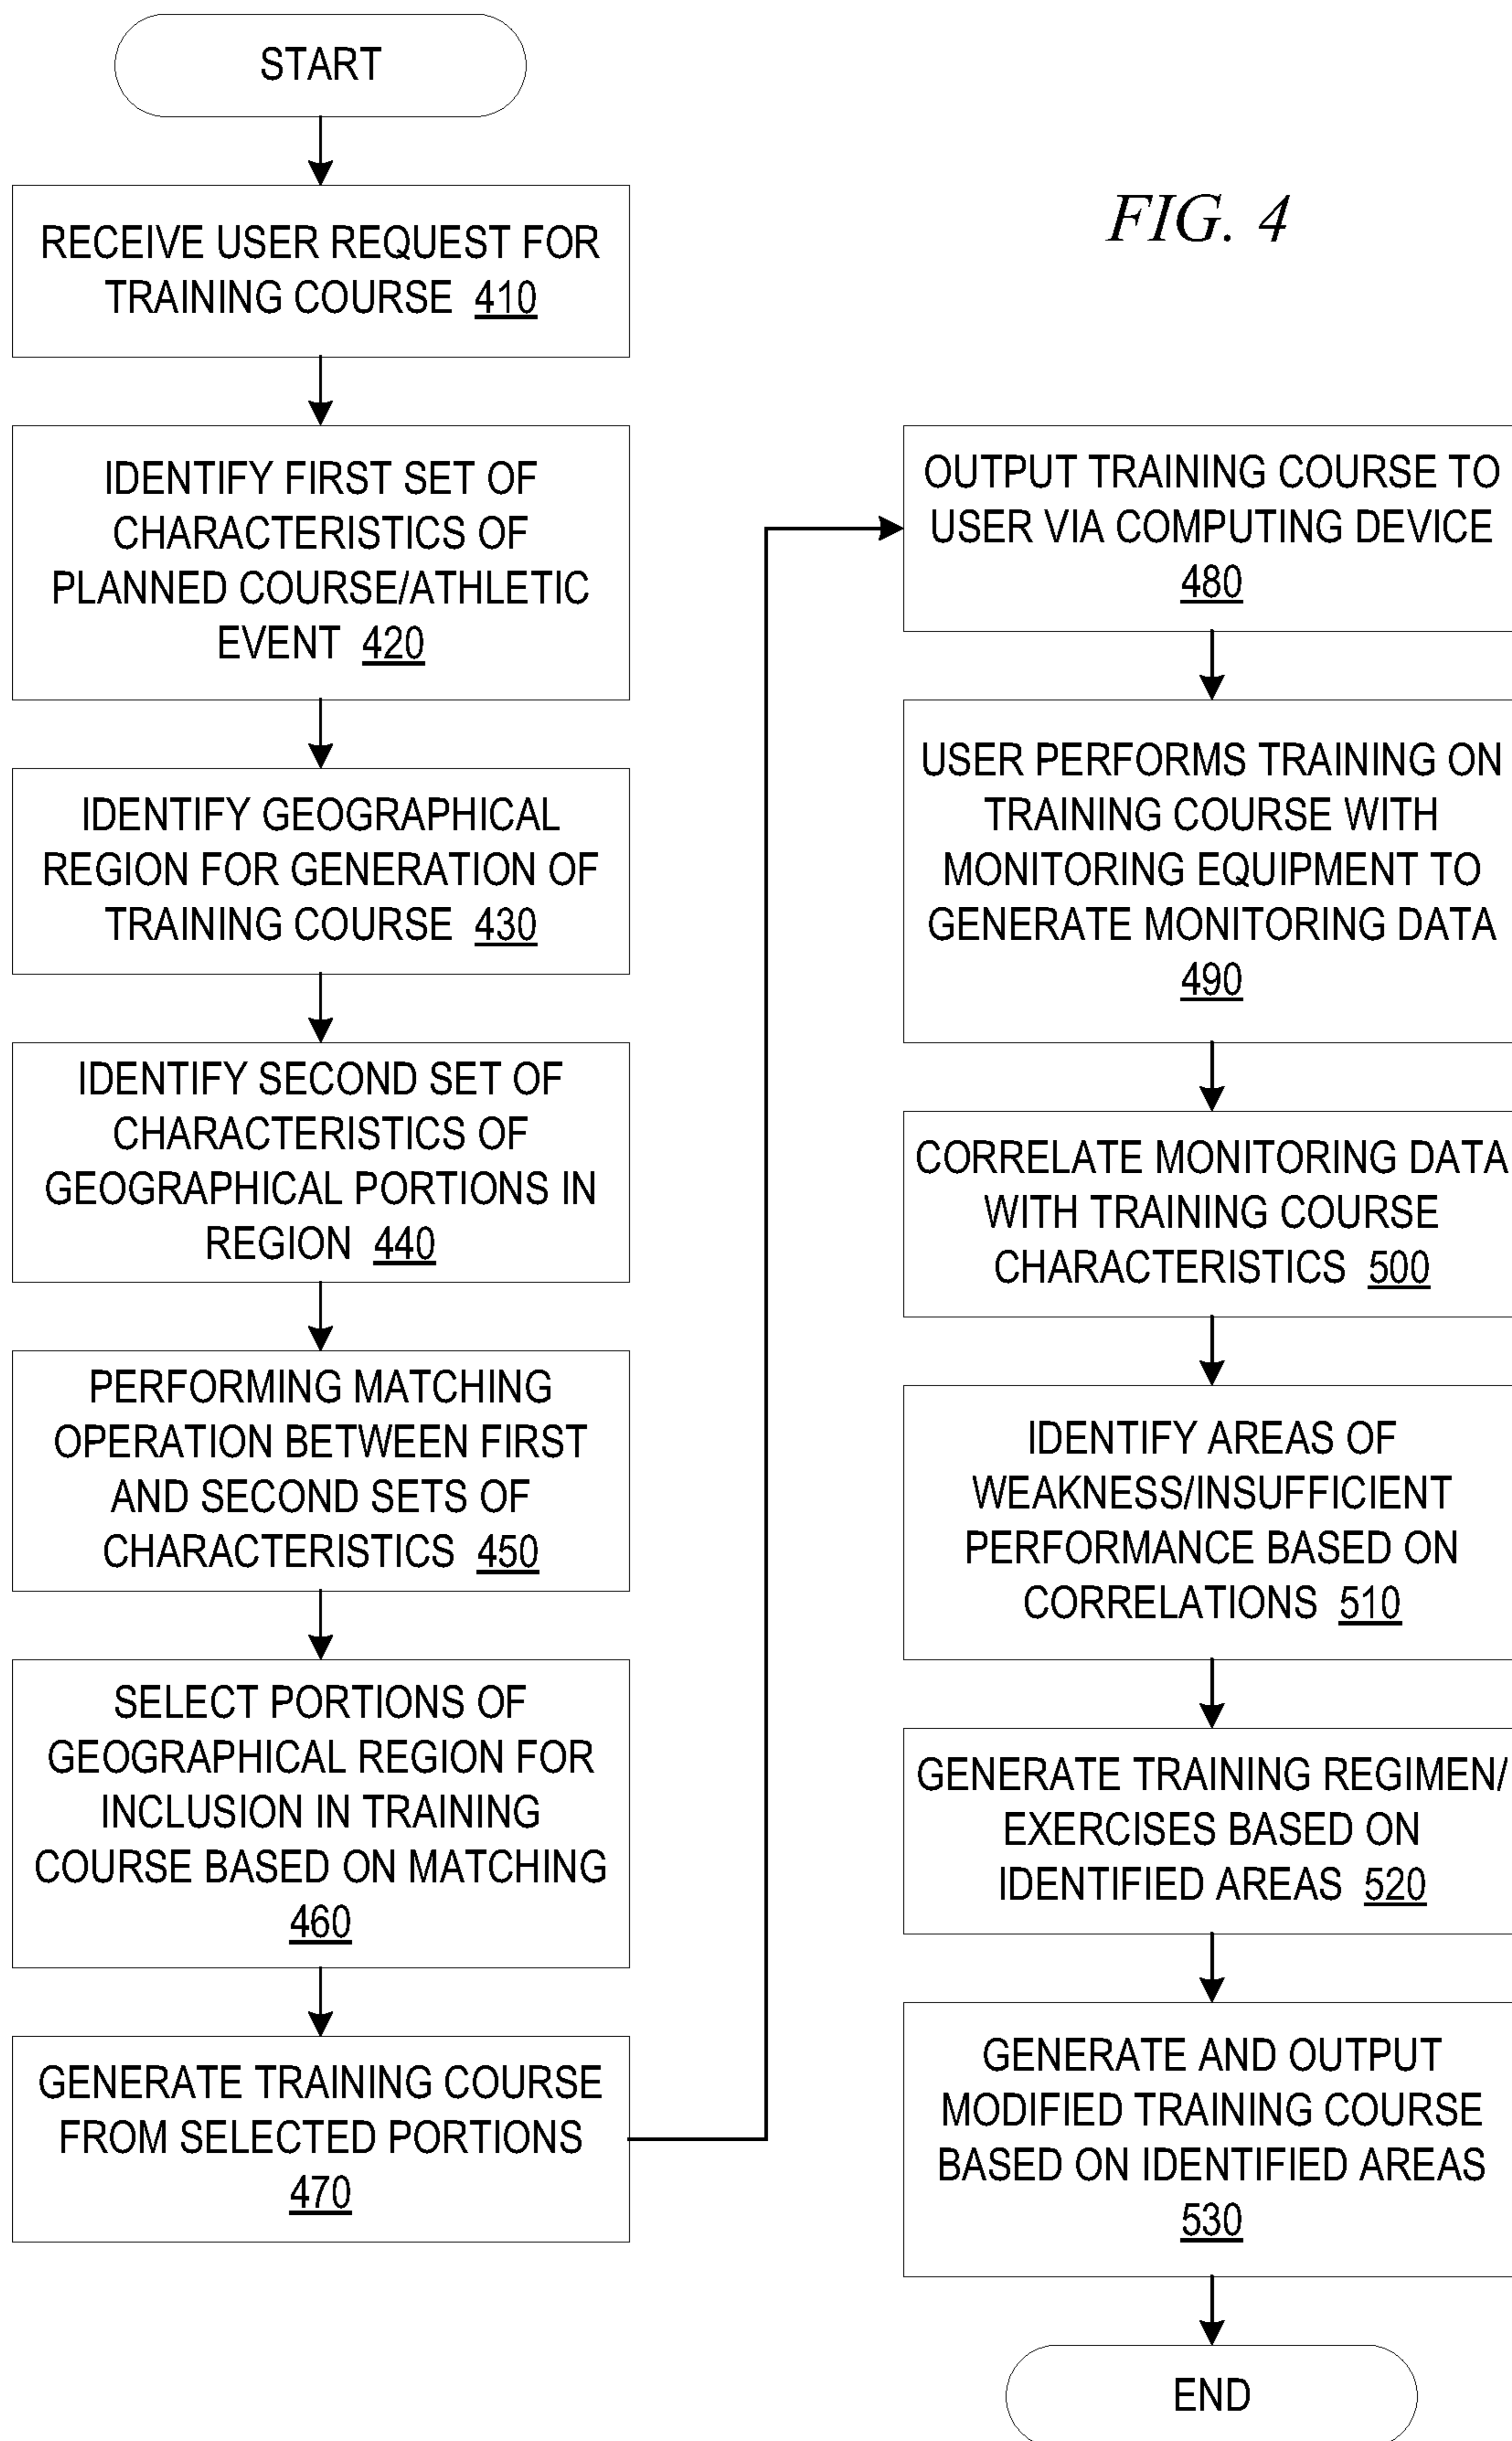 START
RECEIVE USER REQUEST FOR
TRAINING COURSE 410
IDENTIFY FIRST SET OF
CHARACTERISTICS OF
PLANNED COURSE/ATHLETIC
EVENT 420
IDENTIFY GEOGRAPHICAL
REGION FOR GENERATION OF
TRAINING COURSE 430
IDENTIFY SECOND SET OF
CHARACTERISTICS OF
GEOGRAPHICAL PORTIONS IN
REGION 440
PERFORMING MATCHING
OPERATION BETWEEN FIRST
AND SECOND SETS OF
CHARACTERISTICS 450
SELECT PORTIONS OF
GEOGRAPHICAL REGION FOR
INCLUSION IN TRAINING
COURSE BASED ON MATCHING
460
GENERATE TRAINING COURSE
FROM SELECTED PORTIONS
470
FIG. 4
OUTPUT TRAINING COURSE TO
USER VIA COMPUTING DEVICE
480
USER PERFORMS TRAINING ON
TRAINING COURSE WITH
MONITORING EQUIPMENT TO
GENERATE MONITORING DATA
490
CORRELATE MONITORING DATA
WITH TRAINING COURSE
CHARACTERISTICS 500
IDENTIFY AREAS OF
WEAKNESS/INSUFFICIENT
PERFORMANCE BASED ON
CORRELATIONS 510
GENERATE TRAINING REGIMEN/
EXERCISES BASED ON
IDENTIFIED AREAS 520
GENERATE AND OUTPUT
MODIFIED TRAINING COURSE
BASED ON IDENTIFIED AREAS
530
END